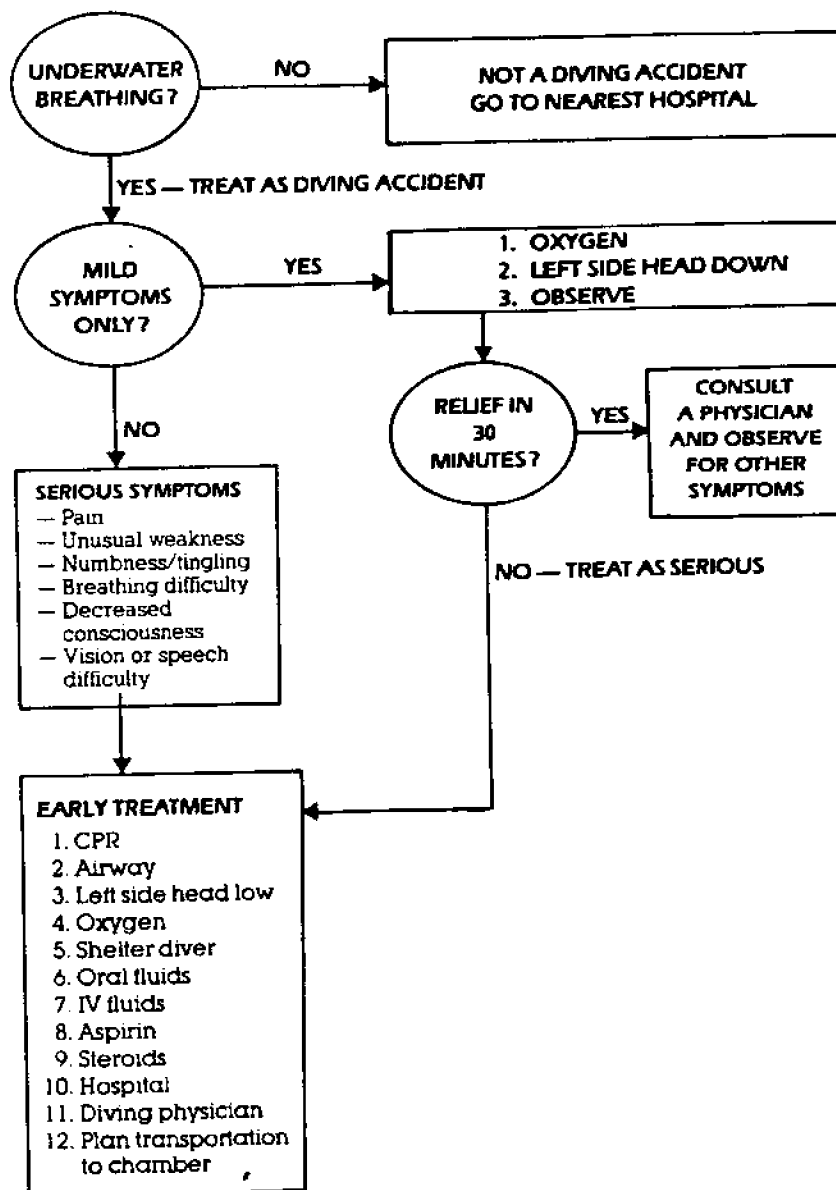 UNDERWATER
BREATHING?
NO
NOT A DIVING ACCIDENT
GO TO NEAREST HOSPITAL
YES — TREAT AS DIVING ACCIDENT
MILD
SYMPTOMS
ONLY?
YES
1. OXYGEN
2. LEFT SIDE HEAD DOWN
3. OBSERVE
RELIEF IN
30
MINUTES?
YES
CONSULT
A PHYSICIAN
AND OBSERVE
FOR OTHER
SYMPTOMS
NO
SERIOUS SYMPTOMS
— Pain
— Unusual weakness
— Numbness/tingling
— Breathing difficulty
— Decreased
consciousness
— Vision or speech
difficulty
NO — TREAT AS SERIOUS
EARLY TREATMENT
1. CPR
2. Airway
3. Left side head low
4. Oxygen
5. Shelter diver
6. Oral fluids
7. IV fluids
8. Aspirin
9. Steroids
10. Hospital
11. Diving physician
12. Plan transportation
to chamber